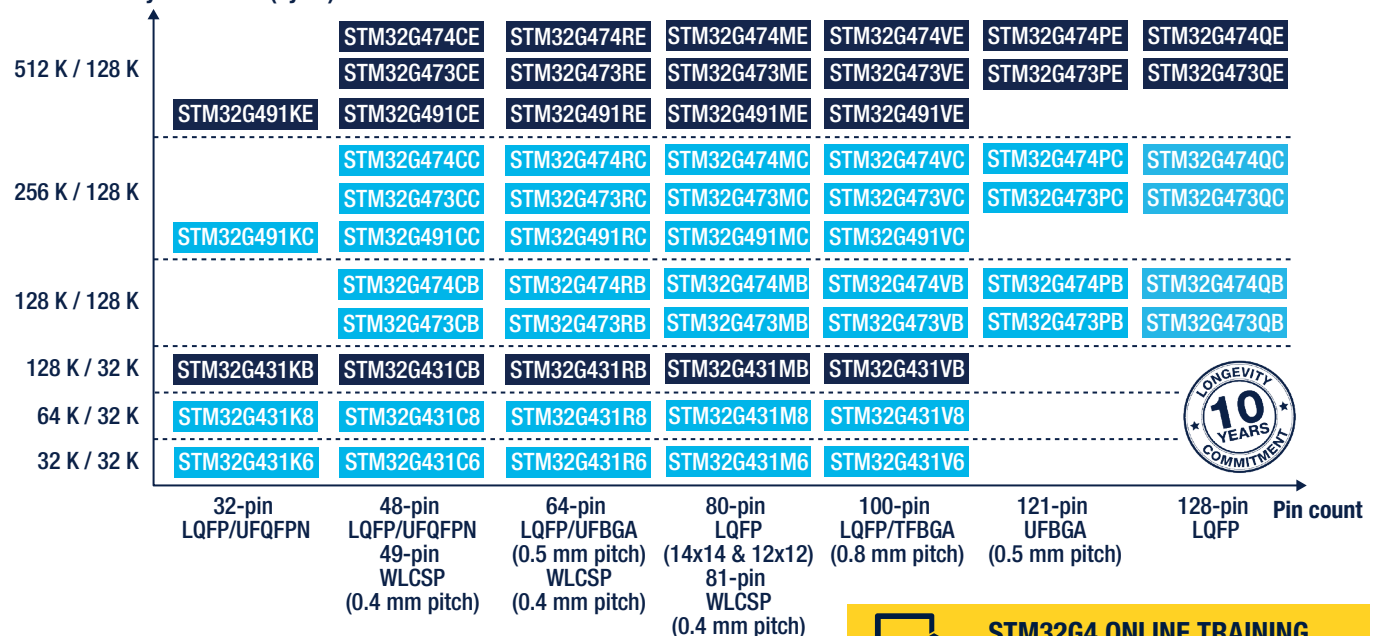 512 K / 128 K
STM32G474CE STM32G474RE STM32G474ME STM32G474VE STM32G474PE STM32G474QE
STM32G473CE STM32G473RE STM32G473ME STM32G473VE STM32G473PE STM32G473QE
STM32G491KE STM32G491CE STM32G491RE STM32G491ME STM32G491VE
256 K / 128 K
STM32G474CC STM32G474RC STM32G474MC STM32G474VC STM32G474PC STM32G474QC
STM32G473CC STM32G473RC STM32G473MC STM32G473VC STM32G473PC STM32G473QC
STM32G491KC STM32G491CC STM32G491RC STM32G491MC STM32G491VC
128 K / 128 K
STM32G474CB STM32G474RB STM32G474MB STM32G474VB STM32G474PB STM32G474QB
STM32G473CB STM32G473RB STM32G473MB STM32G473VB STM32G473PB STM32G473QB
128 K / 32 K STM32G431KB STM32G431CB STM32G431RB STM32G431MB STM32G431VB
64 K / 32 K STM32G431K8 STM32G431C8 STM32G431R8 STM32G431M8 STM32G431V8
32 K / 32 K STM32G431K6 STM32G431C6 STM32G431R6 STM32G431M6 STM32G431V6
LONGEVITY
10
YEARS
COMMITMENT
32-pin
LQFP/UFQFPN
48-pin
LQFP/UFQFPN
49-pin
WLCSP
(0.4 mm pitch)
64-pin
LQFP/UFBGA
(0.5 mm pitch)
WLCSP
(0.4 mm pitch)
80-pin
LQFP
(14x14 & 12x12)
81-pin
WLCSP
(0.4 mm pitch)
100-pin
LQFP/TFBGA
(0.8 mm pitch)
121-pin
UFBGA
(0.5 mm pitch)
128-pin
LQFP
Pin count
STM32G4 ONLINE TRAINING